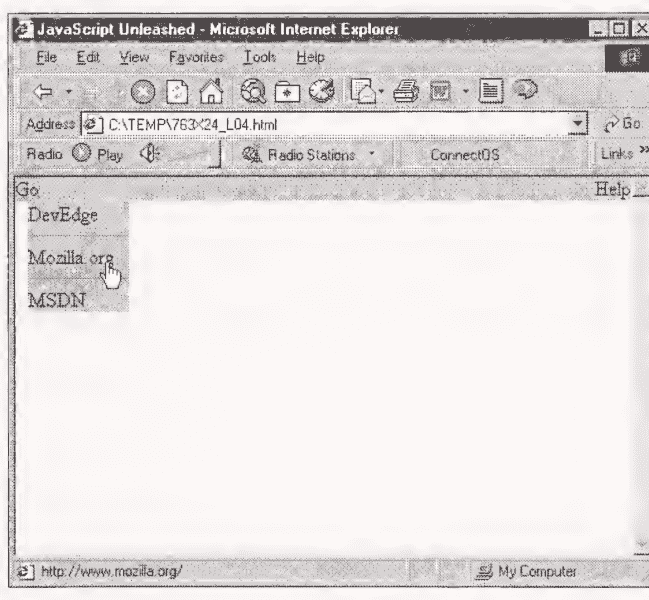 JavaScript Unleashed - Microsoft Internet Explorer
File Edit View Favorites Tools Help
Address C:\TEMP\763X24_L04.html Go
Radio Play Radio Stations ConnectOS Links »
Go Help
DevEdge
Mozilla.org
MSDN
http://www.mozilla.org/ My Computer